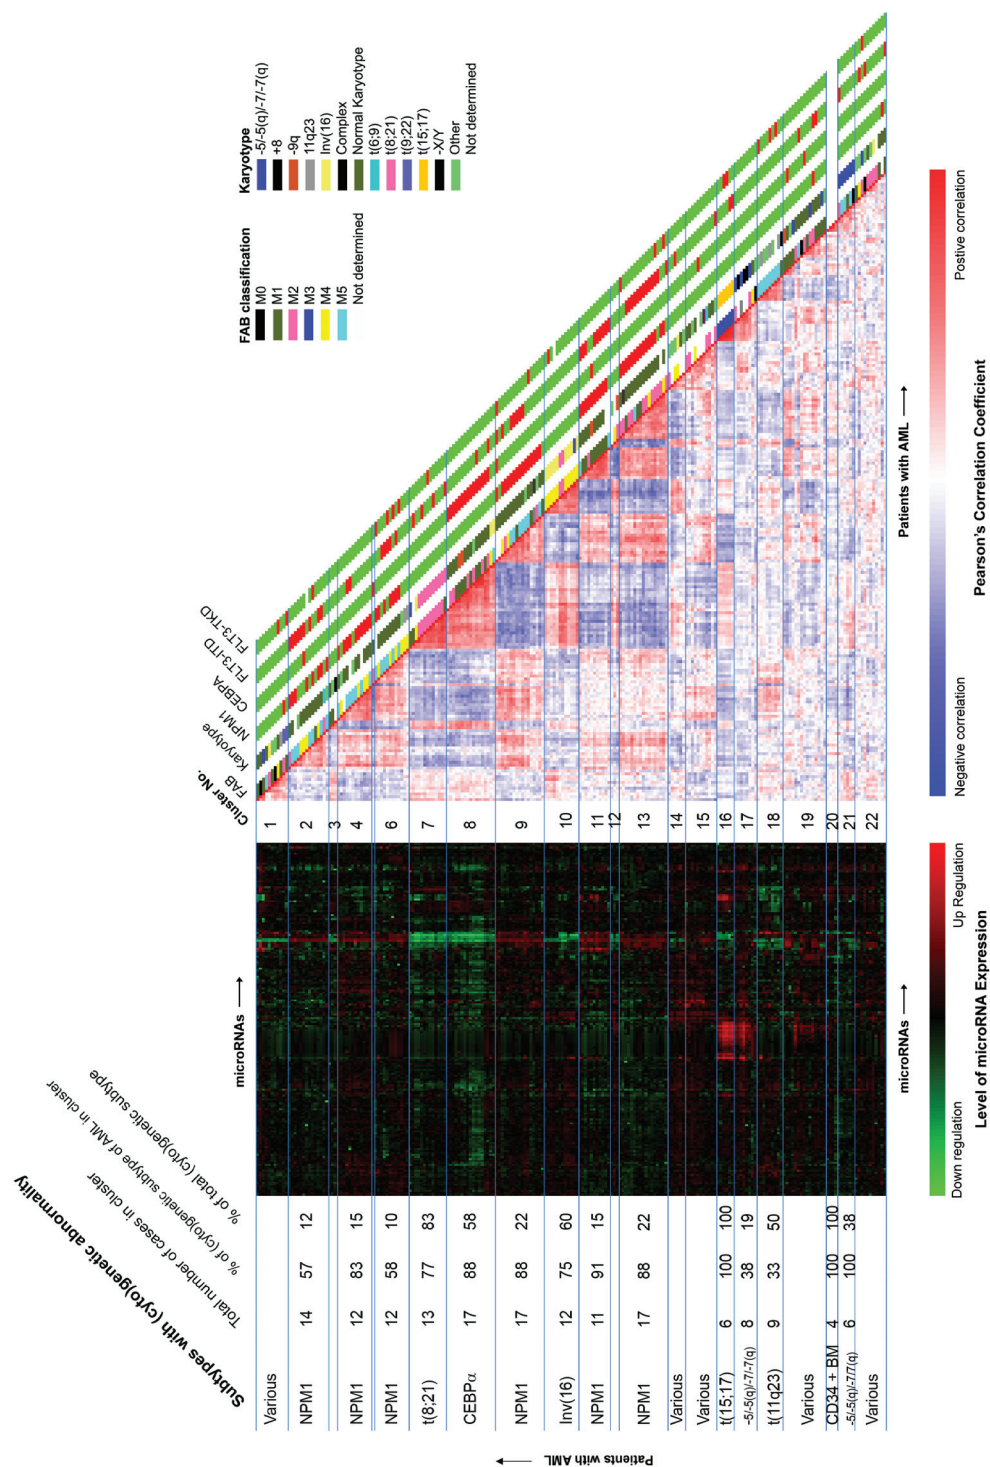 FAB classification
M0
M1
M2
M3
M4
M5
Not determined
Karyotype
-5/-5(q)/-7/-7(q)
+8
-9q
11q23
Inv(16)
Complex
Normal Karyotype
t(6;9)
t(8;21)
t(9;22)
t(15;17)
-X/Y
Other
Not determined
Subtypes with (cyto)genetic abnormality
Total number of cases in cluster
% of (cyto)genetic subtype of AML in cluster
% of total (cyto)genetic subtype
microRNAs
Cluster No.
FAB
Karyotype
NPM1
CEBPA
FLT3-ITD
FLT3-TKD
Various 1
NPM1 14 57 12 2
3
NPM1 12 83 15 4
NPM1 12 58 10 6
t(8;21) 13 77 83 7
CEBPα 17 88 58 8
NPM1 17 88 22 9
Inv(16) 12 75 60 10
NPM1 11 91 15 11
12
NPM1 17 88 22 13
Various 14
Various 15
t(15;17) 6 100 100 16
-5/-5(q)/-7/-7(q) 8 38 19 17
t(11q23) 9 33 50 18
Various 19
CD34 + BM 4 100 100 20
-5/-5(q)/-7/7(q) 6 100 38 21
Various 22
Patients with AML
microRNAs
Patients with AML
Down regulation
Up Regulation
Level of microRNA Expression
Negative correlation
Postive correlation
Pearson's Correlation Coefficient